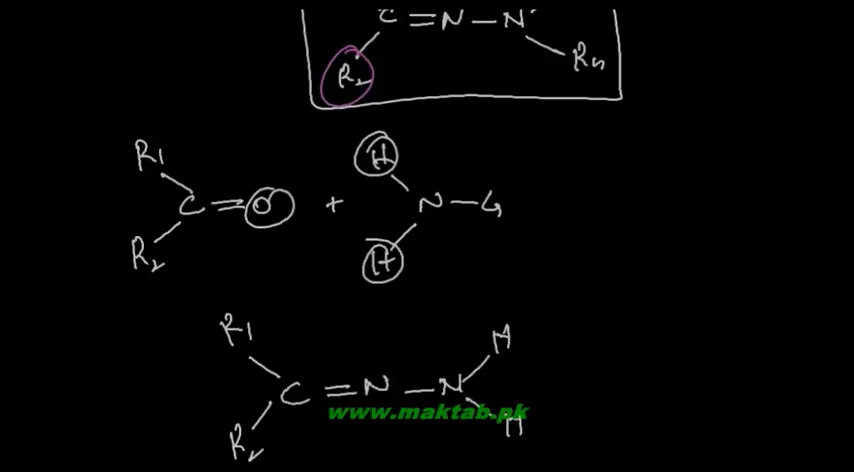 C = N — N
R2 R4
R1 H
C = O + N — G
R2 H
R1 H
C = N — N
www.maktab.pk
R2 H